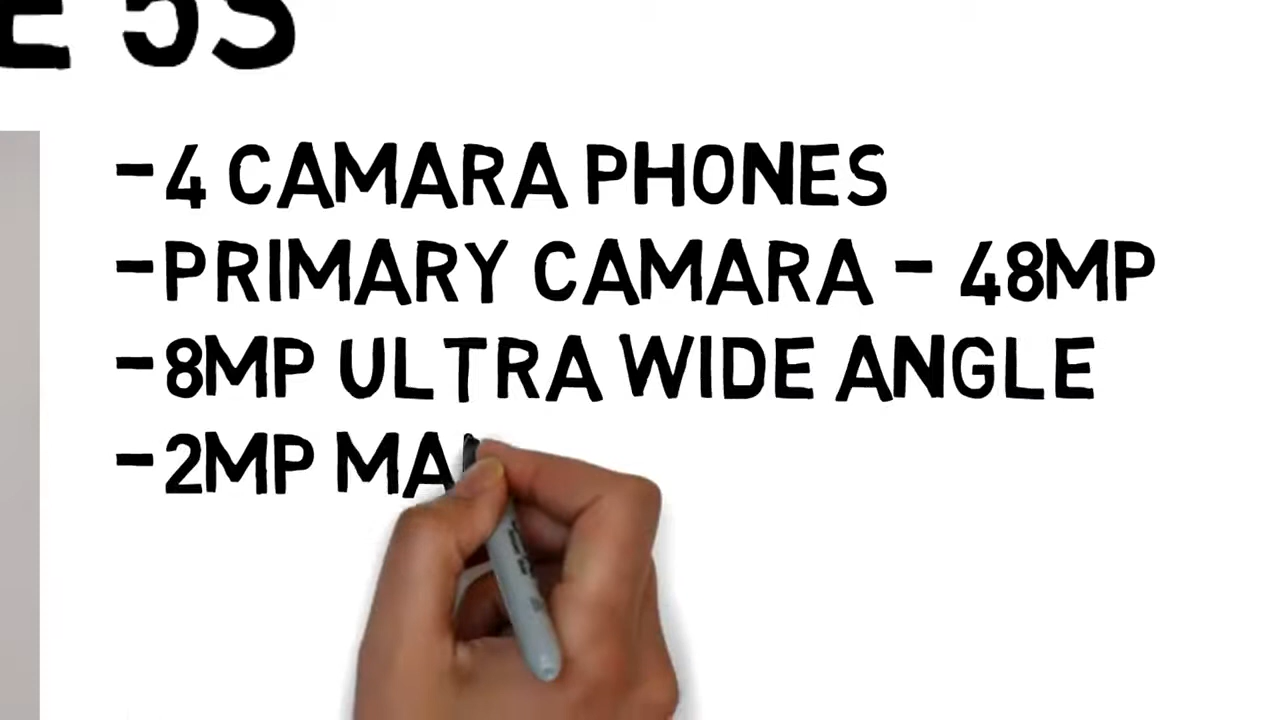 E 5S
-4 CAMARA PHONES
-PRIMARY CAMARA - 48MP
-8MP ULTRA WIDE ANGLE
-2MP MA